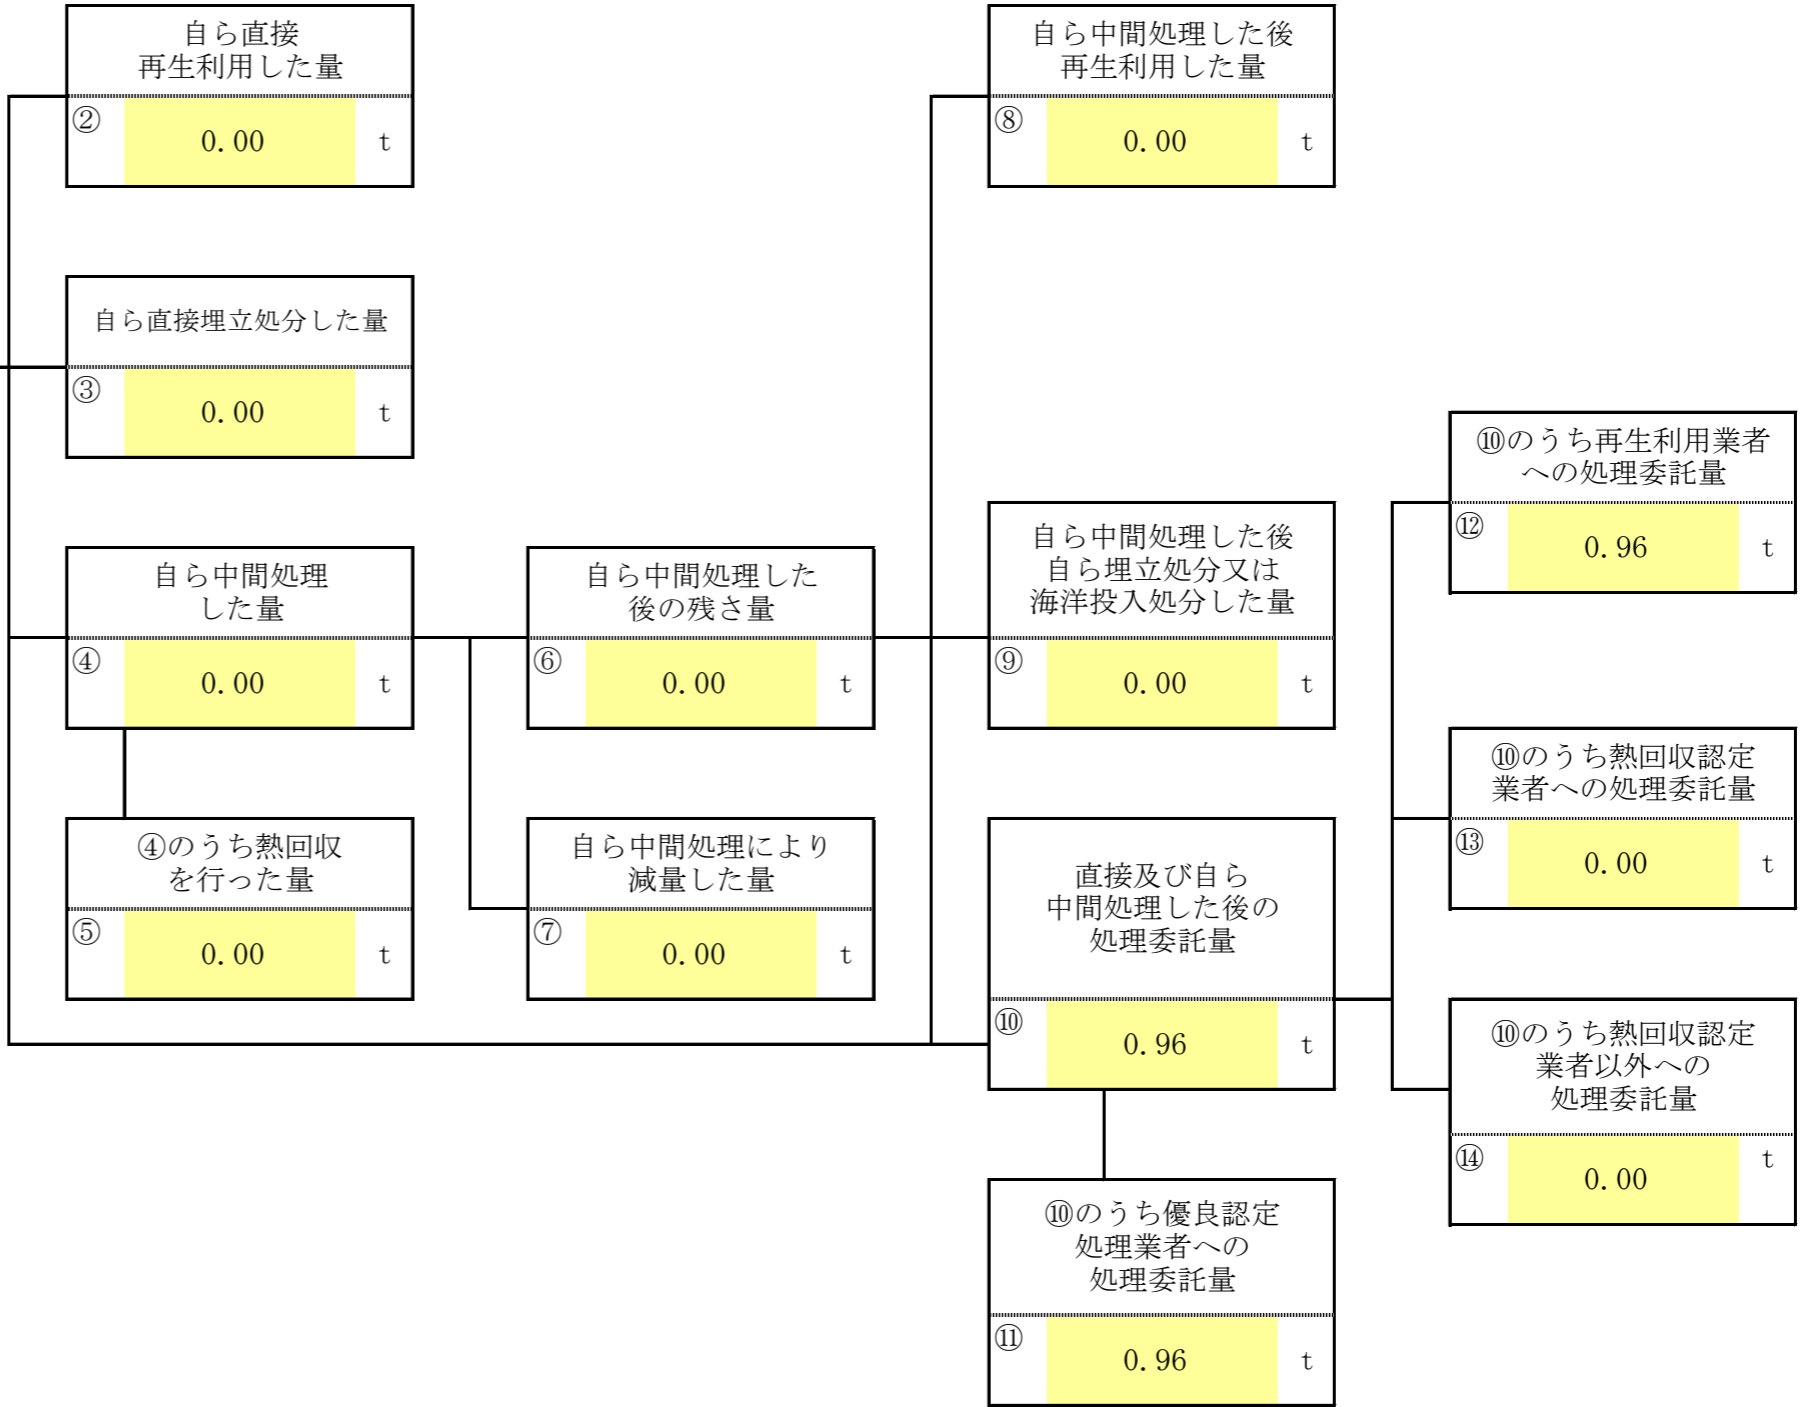 自ら直接
再生利用した量
②
0.00
t
自ら中間処理した後
再生利用した量
⑧
0.00
t
自ら直接埋立処分した量
③
0.00
t
⑩のうち再生利用業者
への処理委託量
⑫
0.96
t
自ら中間処理
した量
④
0.00
t
自ら中間処理した
後の残さ量
⑥
0.00
t
自ら中間処理した後
自ら埋立処分又は
海洋投入処分した量
⑨
0.00
t
⑩のうち熱回収認定
業者への処理委託量
⑬
0.00
t
④のうち熱回収
を行った量
⑤
0.00
t
自ら中間処理により
減量した量
⑦
0.00
t
直接及び自ら
中間処理した後の
処理委託量
⑩
0.96
t
⑩のうち熱回収認定
業者以外への
処理委託量
⑭
0.00
t
⑩のうち優良認定
処理業者への
処理委託量
⑪
0.96
t